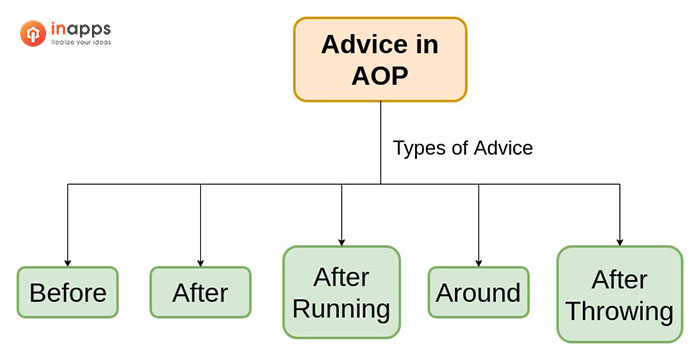 inapps
Realize your ideas
Advice in
AOP
Types of Advice
Before
After
After
Running
Around
After
Throwing